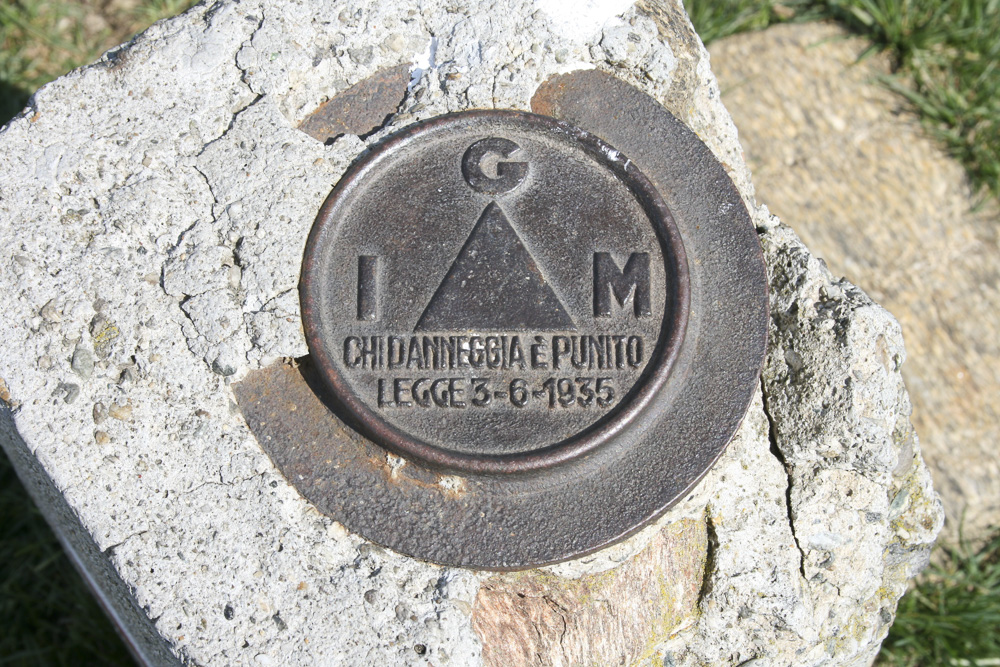 G
I M
CHI DANNEGGIA È PUNITO
LEGGE 3-6-1935